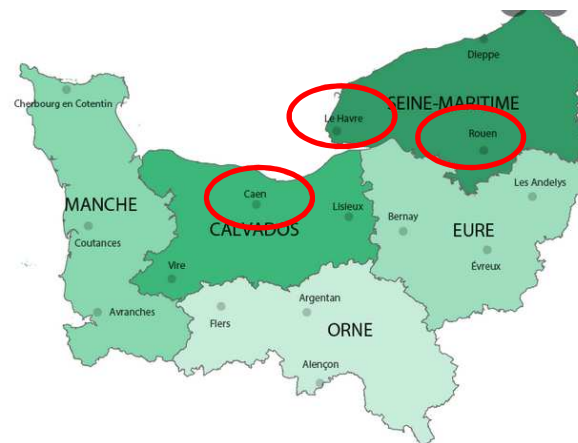 Dieppe
Cherbourg en Cotentin
SEINE-MARITIME
Le Havre
Rouen
Les Andelys
Caen
MANCHE
Lisieux
CALVADOS
Bernay
EURE
Coutances
Évreux
Vire
Avranches
Argentan
Flers
ORNE
Alençon